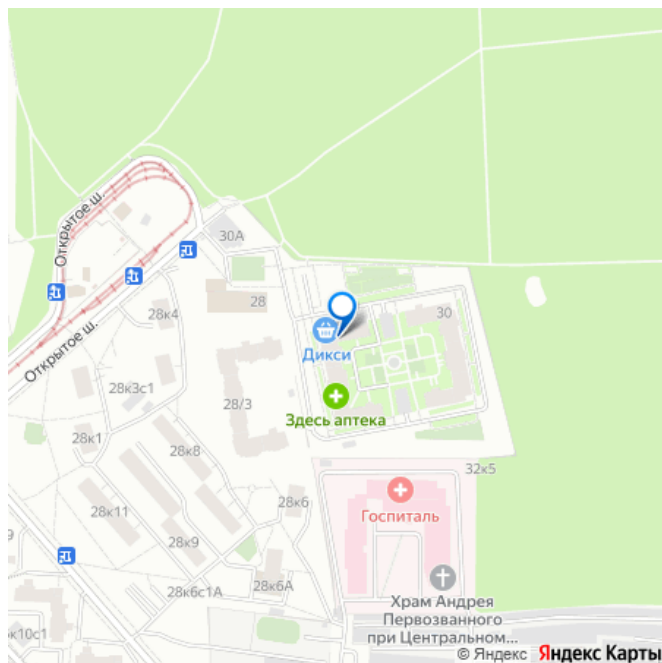 Открытое ш.
30А
28
28к4
Открытое ш.
28к3с1
28/3
28к1
28к8
28к11
28к9
28к6
28к6А
28к6с1А
30
Дикси
Здесь аптека
32к5
Госпиталь
Храм Андрея
Первозванного
при Центральном...
© Яндекс Яндекс Карты